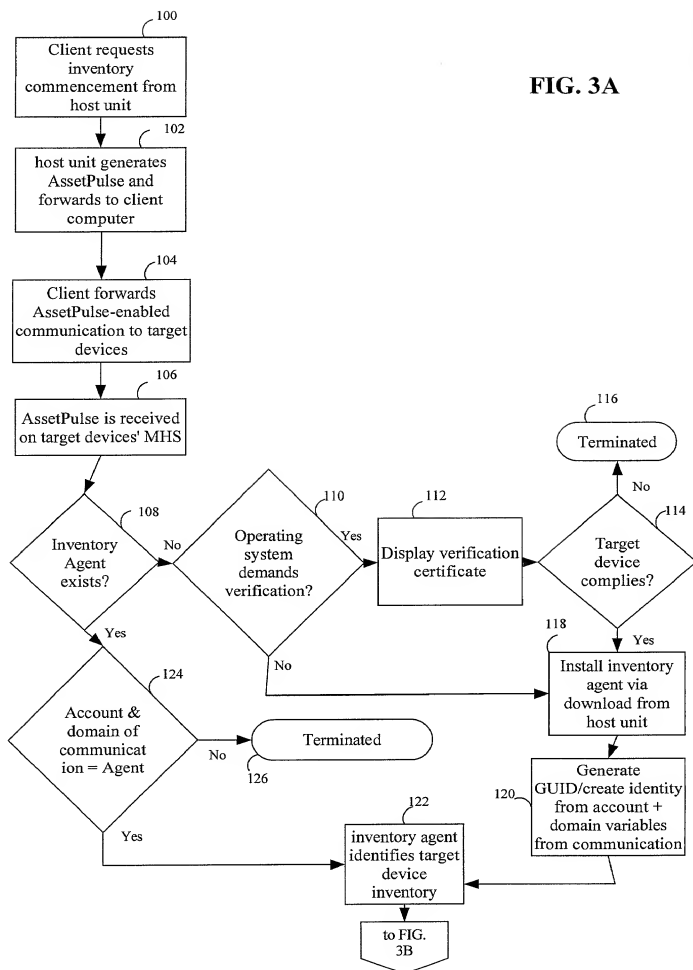 100
Client requests
inventory
commencement from
host unit
FIG. 3A
102
host unit generates
AssetPulse and
forwards to client
computer
104
Client forwards
AssetPulse-enabled
communication to target
devices
106
AssetPulse is received
on target devices' MHS
108
Inventory
Agent
exists?
No
Yes
110
Operating
system
demands
verification?
Yes
No
112
Display verification
certificate
114
Target
device
complies?
No
Yes
116
Terminated
118
Install inventory
agent via
download from
host unit
120
Generate
GUID/create identity
from account +
domain variables
from communication
124
Account &
domain of
communicat
ion = Agent
No
Yes
Terminated
126
122
inventory agent
identifies target
device
inventory
to FIG.
3B